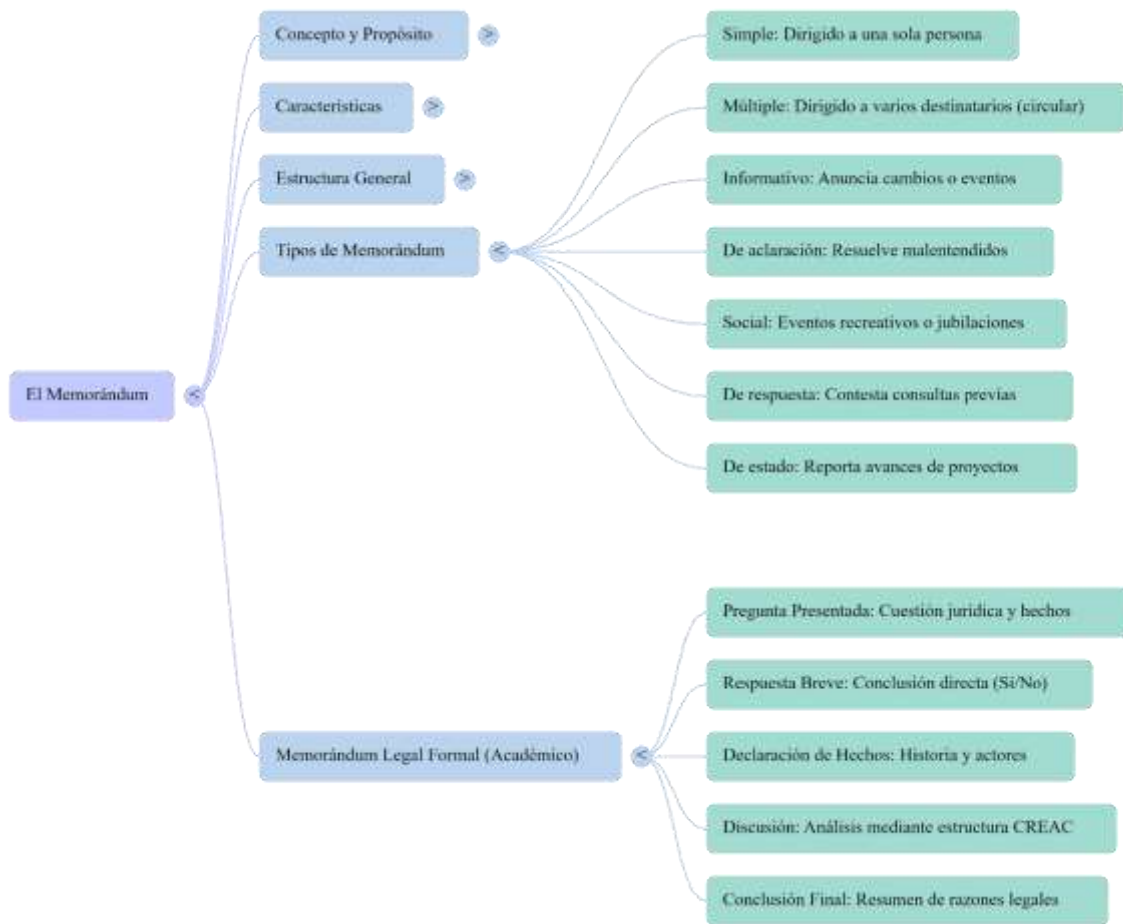 El Memorándum
Concepto y Propósito
Características
Estructura General
Tipos de Memorándum
Simple: Dirigido a una sola persona
Múltiple: Dirigido a varios destinatarios (circular)
Informativo: Anuncia cambios o eventos
De aclaración: Resuelve malentendidos
Social: Eventos recreativos o jubilaciones
De respuesta: Contesta consultas previas
De estado: Reporta avances de proyectos
Memorándum Legal Formal (Académico)
Pregunta Presentada: Cuestión jurídica y hechos
Respuesta Breve: Conclusión directa (Sí/No)
Declaración de Hechos: Historia y actores
Discusión: Análisis mediante estructura CREAC
Conclusión Final: Resumen de razones legales